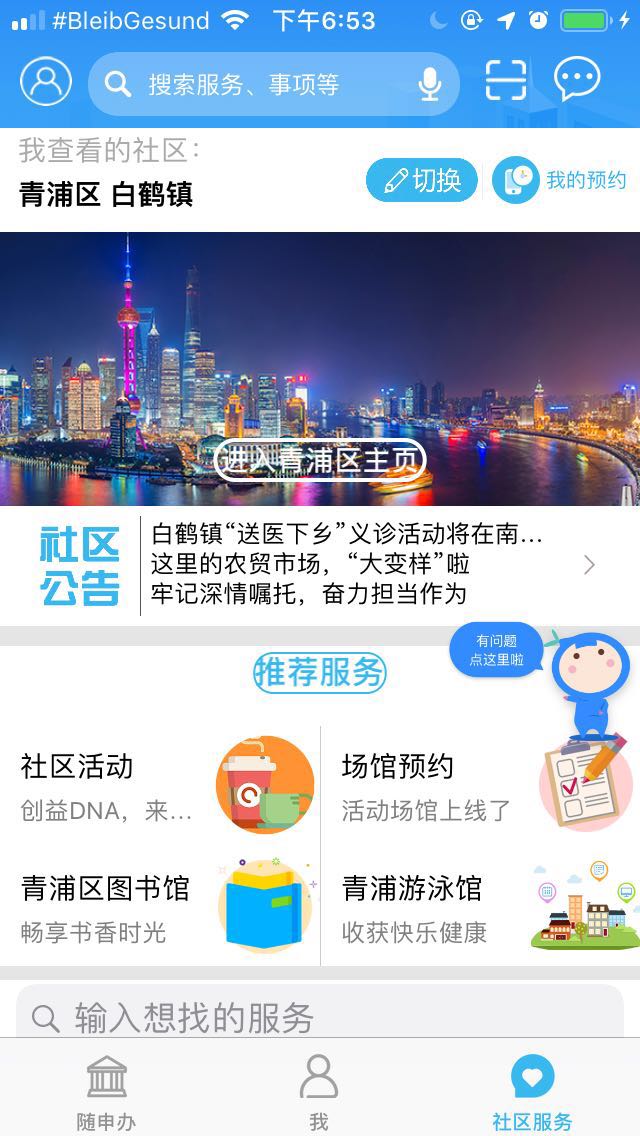 #BleibGesund 下午6:53
搜索服务、事项等
我查看的社区：
青浦区 白鹤镇
切换
我的预约
进入青浦区主页
社区
公告
白鹤镇“送医下乡”义诊活动将在南...
这里的农贸市场，“大变样”啦
牢记深情嘱托，奋力担当作为
有问题
点这里啦
推荐服务
社区活动
创益DNA，来...
场馆预约
活动场馆上线了
青浦区图书馆
畅享书香时光
青浦游泳馆
收获快乐健康
输入想找的服务
随申办
我
社区服务